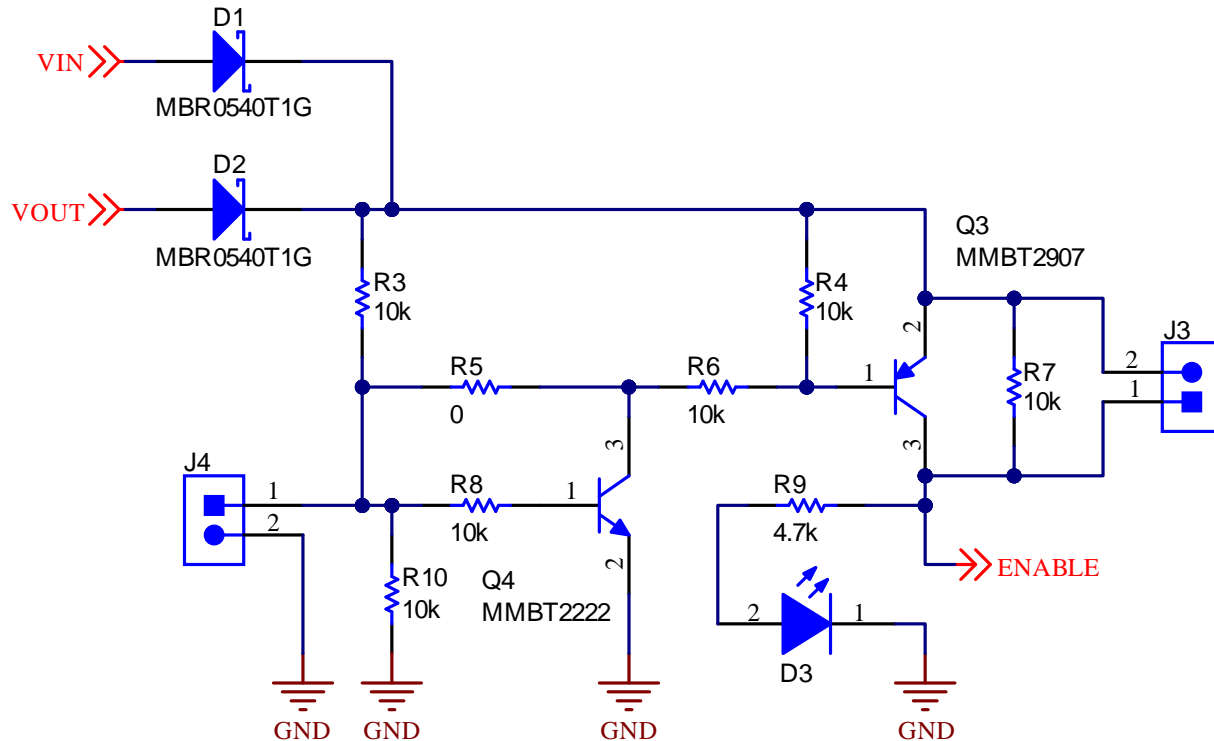 D1
VIN
MBR0540T1G
D2
VOUT
MBR0540T1G
Q3
MMBT2907
R3
10k
R4
10k
2
J3
R5
0
R6
10k
1
R7
10k
2
1
3
3
J4
1
2
R8
10k
1
R9
4.7k
2
Q4
MMBT2222
R10
10k
ENABLE
2
1
D3
GND
GND
GND
GND